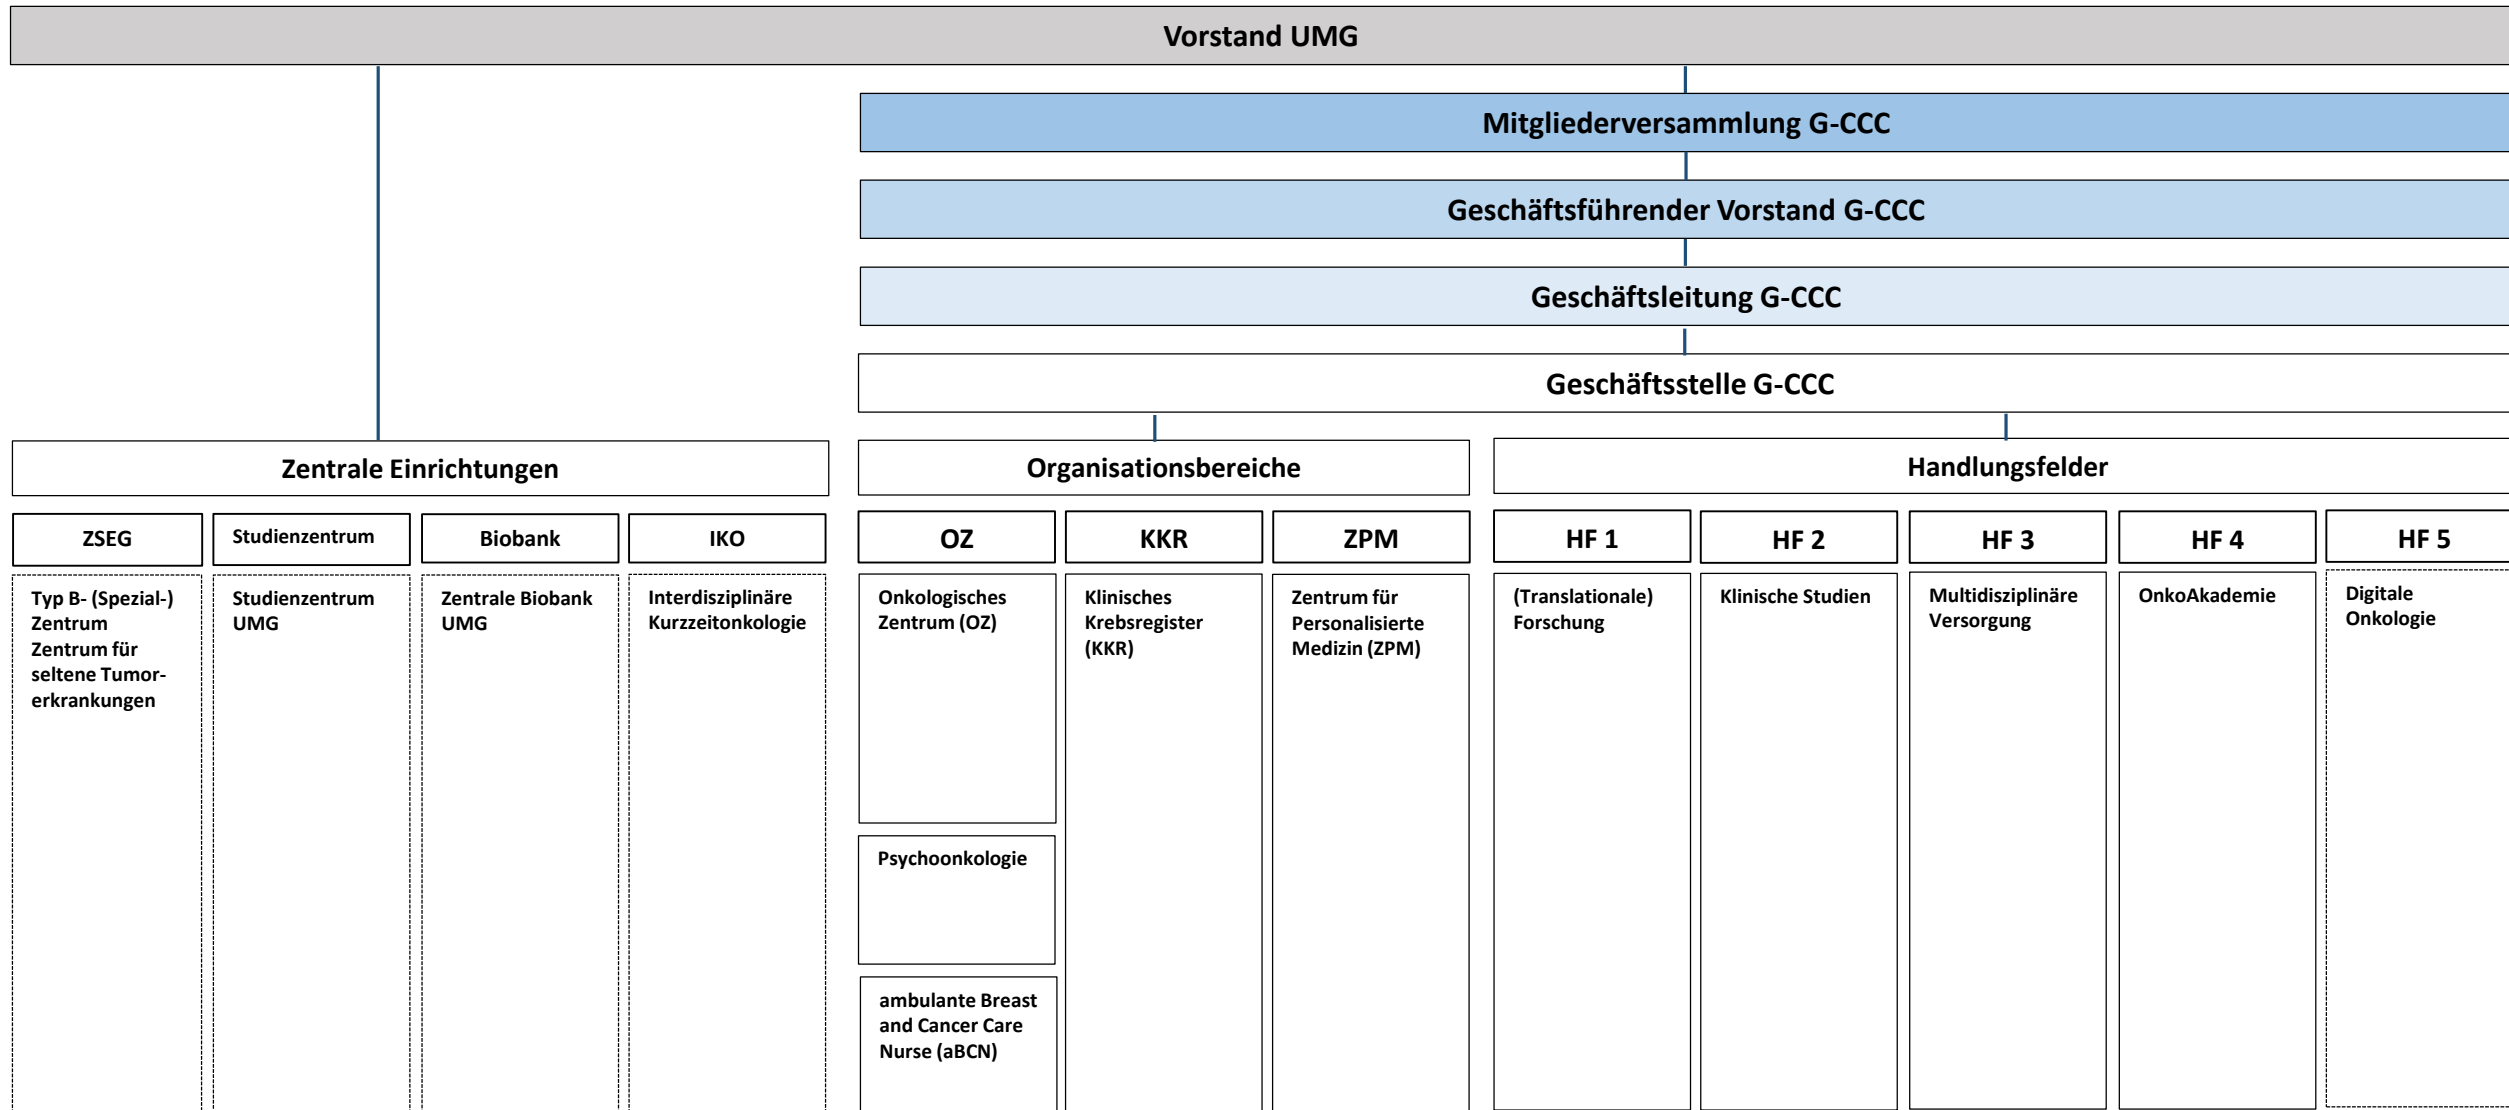 Vorstand UMG
Mitgliederversammlung G-CCC
Geschäftsführender Vorstand G-CCC
Geschäftsleitung G-CCC
Geschäftsstelle G-CCC
Zentrale Einrichtungen
Organisationsbereiche
Handlungsfelder
ZSEG
Studienzentrum
Biobank
IKO
OZ
KKR
ZPM
HF 1
HF 2
HF 3
HF 4
HF 5
Typ B- (Spezial-)
Zentrum
Zentrum für
seltene Tumor-
erkrankungen
Studienzentrum
UMG
Zentrale Biobank
UMG
Interdisziplinäre
Kurzzeitonkologie
Onkologisches
Zentrum (OZ)
Psychoonkologie
ambulante Breast
and Cancer Care
Nurse (aBCN)
Klinisches
Krebsregister
(KKR)
Zentrum für
Personalisierte
Medizin (ZPM)
(Translationale)
Forschung
Klinische Studien
Multidisziplinäre
Versorgung
OnkoAkademie
Digitale
Onkologie